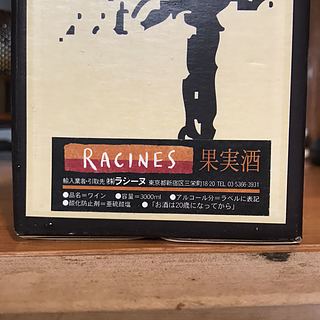 RACINES 果実酒
輸入業者・引取先 ㈱ラシーヌ 東京都新宿区三栄町18-20 TEL 03-5366-3931
●品名=ワイン ●容量=3000ml ●アルコール分=ラベルに表記
●酸化防止剤=亜硫酸塩 ●「お酒は20歳になってから」